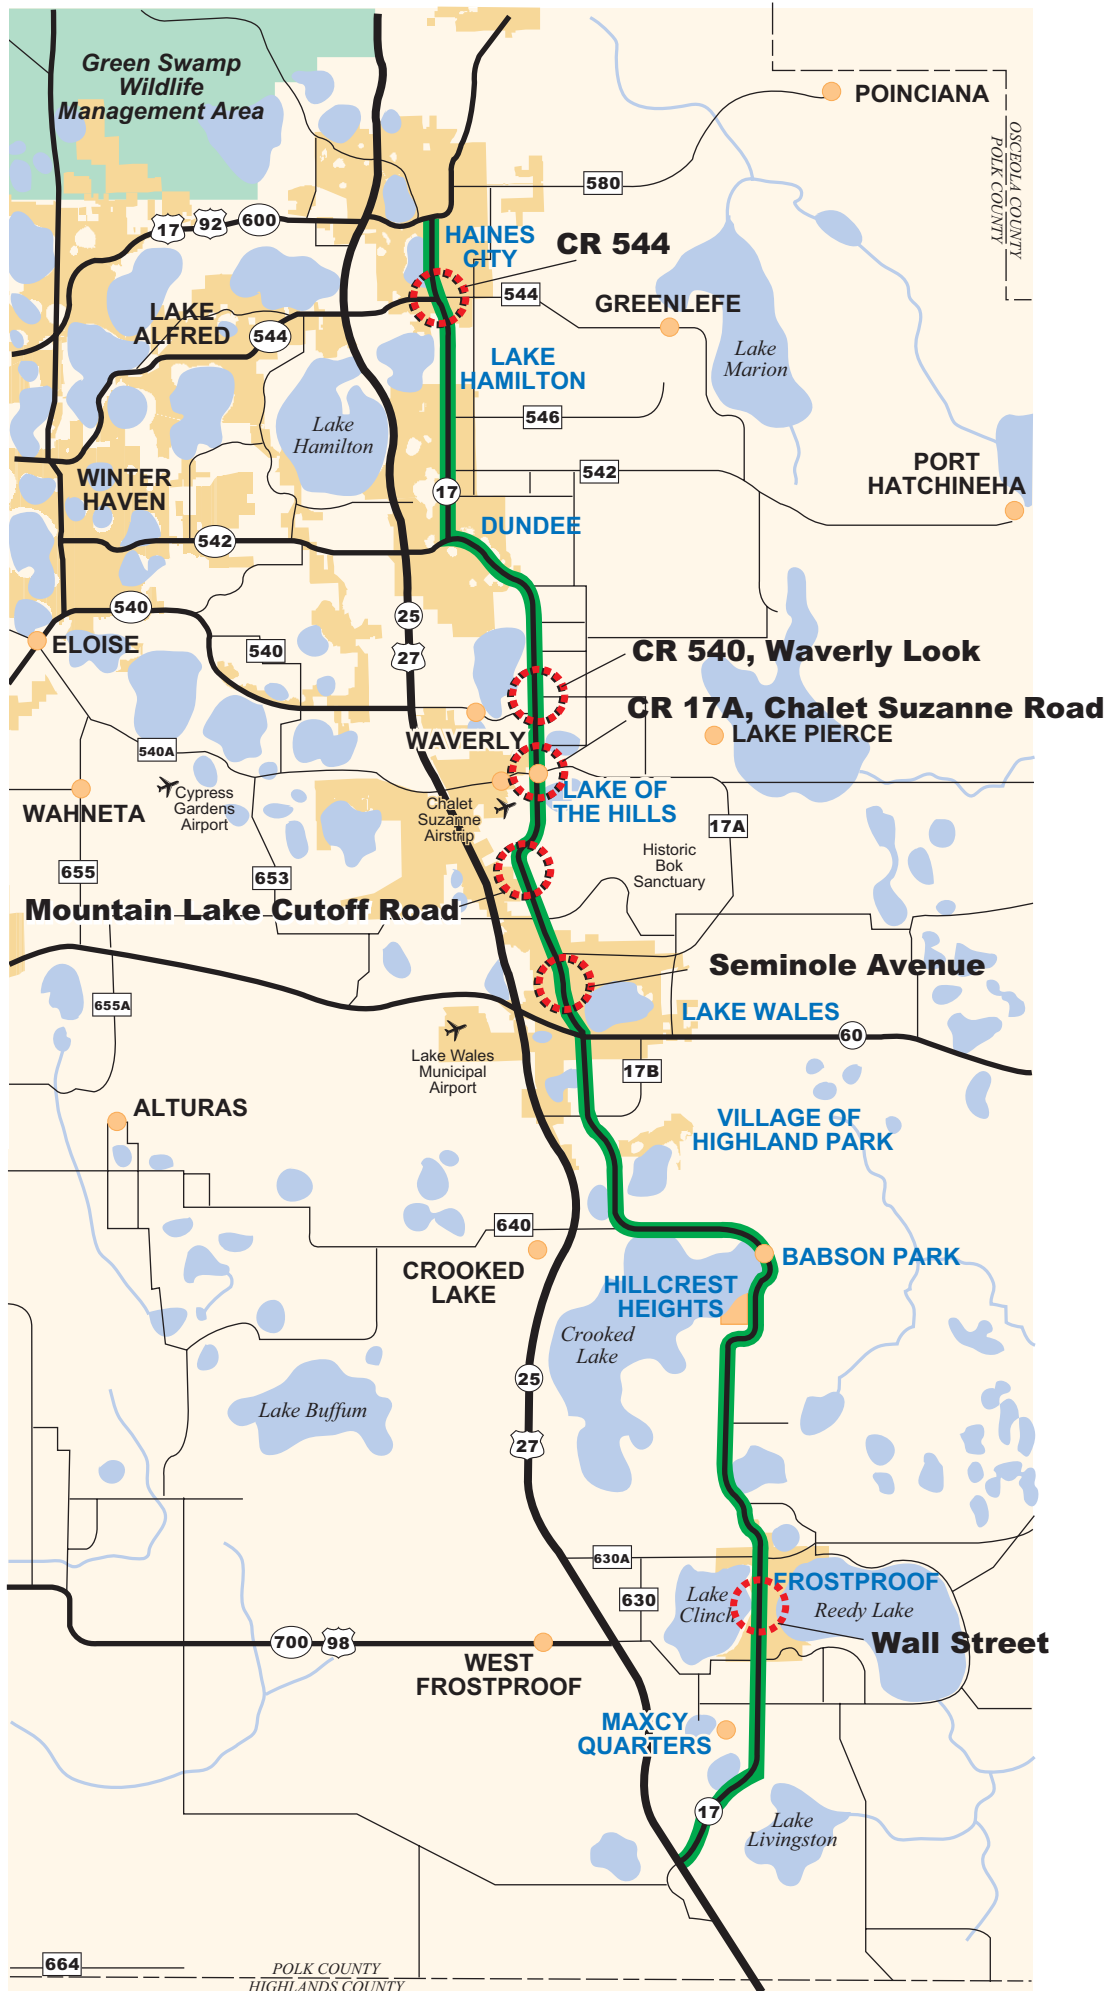 Green Swamp
Wildlife
Management Area
POINCIANA
OSCEOLA COUNTY
POLK COUNTY
580
17
92
600
HAINES
CITY
CR 544
544
GREENLEFE
LAKE
ALFRED
544
LAKE
HAMILTON
Lake
Marion
546
Lake
Hamilton
WINTER
HAVEN
542
PORT
HATCHINEHA
17
DUNDEE
542
540
25
ELOISE
540
27
CR 540, Waverly Look
CR 17A, Chalet Suzanne Road
WAVERLY
LAKE PIERCE
540A
WAHNETA
Cypress
Gardens
Airport
Chalet
Suzanne
Airstrip
LAKE OF
THE HILLS
17A
Historic
Bok
Sanctuary
655
653
Mountain Lake Cutoff Road
Seminole Avenue
655A
LAKE WALES
60
Lake Wales
Municipal
Airport
17B
ALTURAS
VILLAGE OF
HIGHLAND PARK
640
CROOKED
LAKE
BABSON PARK
HILLCREST
HEIGHTS
Crooked
Lake
25
Lake Buffum
27
630A
630
Lake
Clinch
FROSTPROOF
Reedy Lake
Wall Street
700
98
WEST
FROSTPROOF
MAXCY
QUARTERS
17
Lake
Livingston
664
POLK COUNTY
HIGHLANDS COUNTY